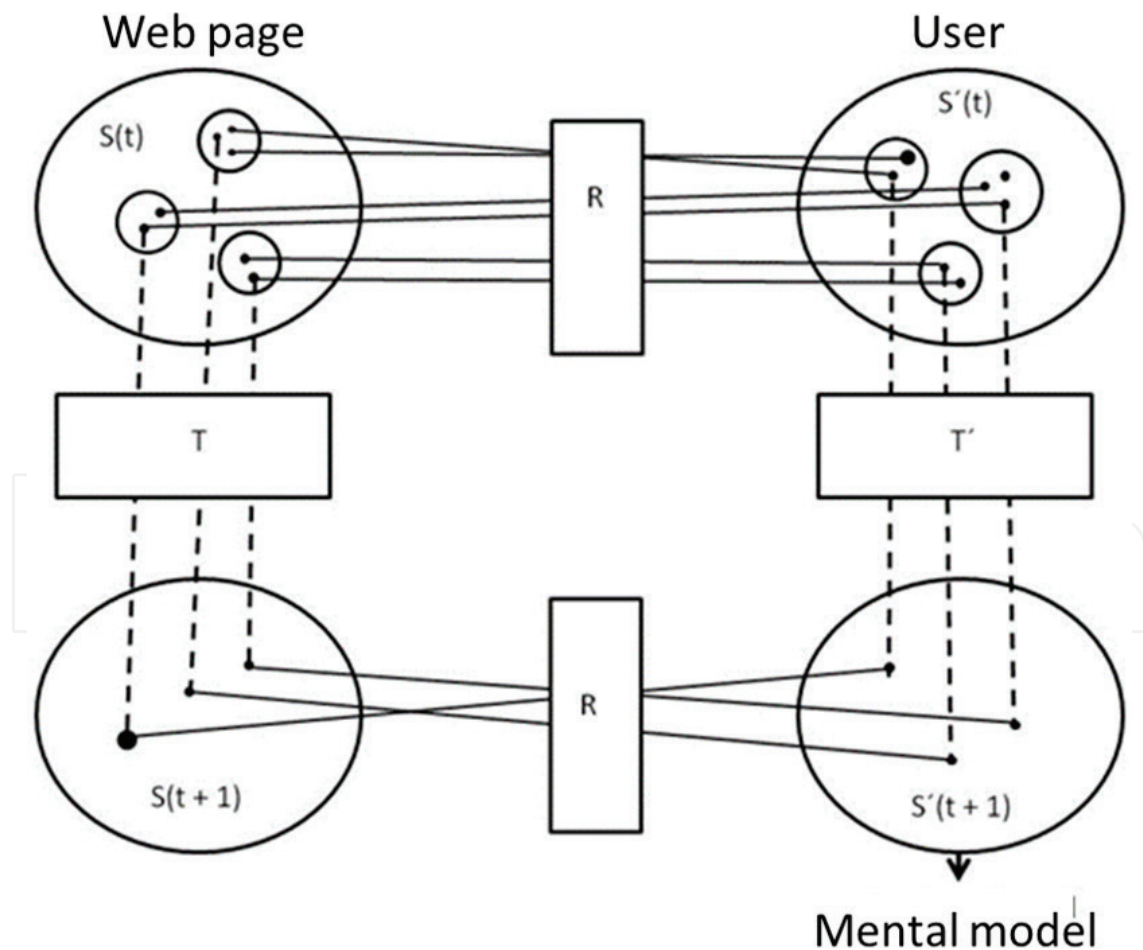 Web page
User
S(t)
S´(t)
R
T
T´
R
S(t + 1)
S´(t + 1)
Mental model